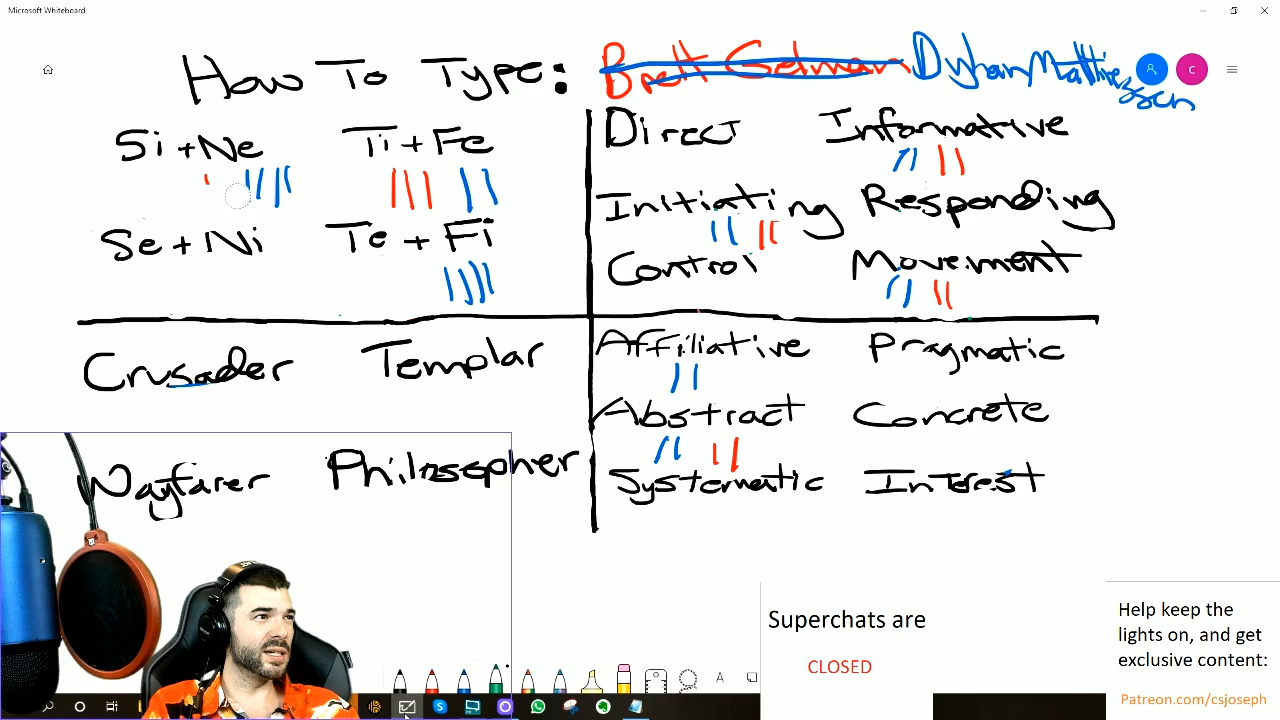 Microsoft Whiteboard
How To Type: Brett Gelman Dylan Matthiessen
C
Si + Ne Ti + Fe
Se + Ni Te + Fi
Direct Informative
Initiating Responding
Control Movement
Crusader Templar
Wayfarer Philosopher
Affiliative Pragmatic
Abstract Concrete
Systematic Interest
Superchats are
CLOSED
Help keep the
lights on, and get
exclusive content:
Patreon.com/csjoseph
A